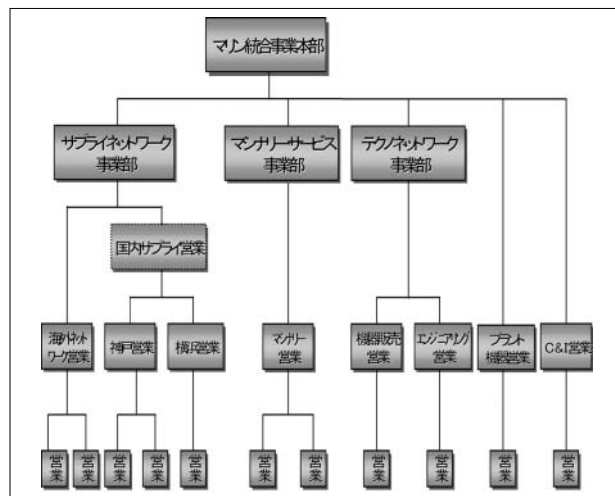 マリン統合事業本部
サプライネットワーク
事業部
マンナリーサービス
事業部
テクノネットワーク
事業部
国内サプライ営業
海外ネット
ワーク営業
神戸営業
横浜営業
マンナリー
営業
機器販売
営業
エンジニアリング
営業
プラント
機器営業
C&I営業
営業
営業
営業
営業
営業
営業
営業
営業
営業
営業
営業